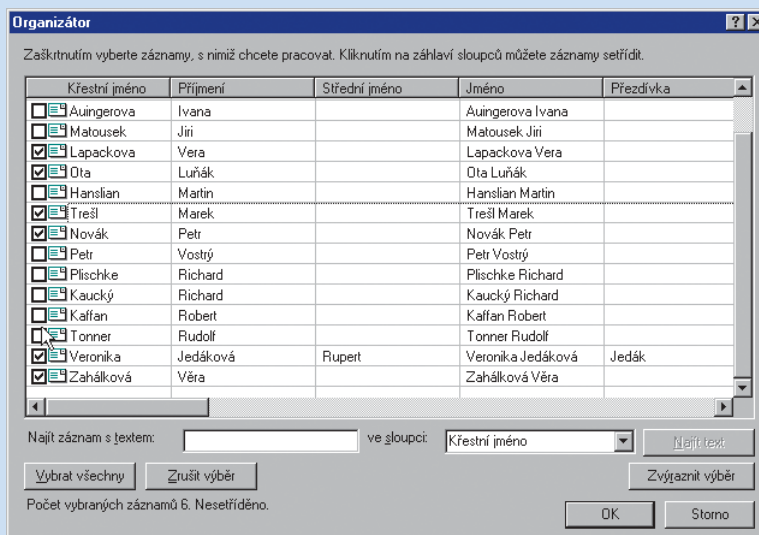 Organizátor
Zaškrtnutím vyberte záznamy, s nimiž chcete pracovat. Kliknutím na záhlaví sloupců můžete záznamy setřídit.
Křestní jméno Příjmení Střední jméno Jméno Přezdívka
Auingerova Ivana Auingerova Ivana
Matousek Jiri Matousek Jiri
Lapackova Vera Lapackova Vera
Ota Luňák Ota Luňák
Hanslian Martin Hanslian Martin
Trešl Marek Trešl Marek
Novák Petr Novák Petr
Petr Vostrý Petr Vostrý
Plischke Richard Plischke Richard
Kaucký Richard Kaucký Richard
Kaffan Robert Kaffan Robert
Tonner Rudolf Tonner Rudolf
Veronika Jedáková Rupert Veronika Jedáková Jedák
Zahálková Věra Zahálková Věra
Najít záznam s textem: ve sloupci: Křestní jméno Najít text
Vybrat všechny Zrušit výběr Zvýraznit výběr
Počet vybraných záznamů 6. Nesetříděno.
OK Storno